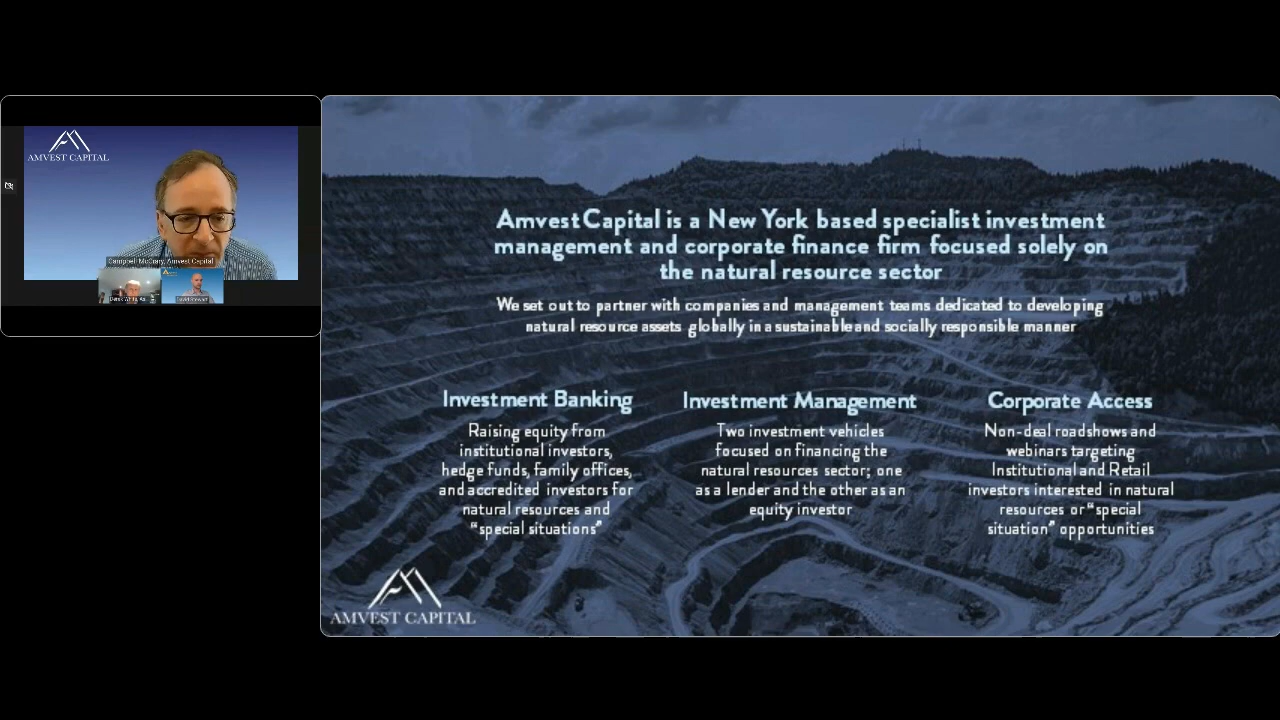 AMVEST CAPITAL
Campbell McCrary, Amvest Capital
David Stewart
Amvest Capital is a New York based specialist investment
management and corporate finance firm focused solely on
the natural resource sector
We set out to partner with companies and management teams dedicated to developing
natural resource assets globally in a sustainable and socially responsible manner
Investment Banking
Raising equity from
institutional investors,
hedge funds, family offices,
and accredited investors for
natural resources and
“special situations”
Investment Management
Two investment vehicles
focused on financing the
natural resources sector; one
as a lender and the other as an
equity investor
Corporate Access
Non-deal roadshows and
webinars targeting
Institutional and Retail
investors interested in natural
resources or “special
situation” opportunities
AMVEST CAPITAL